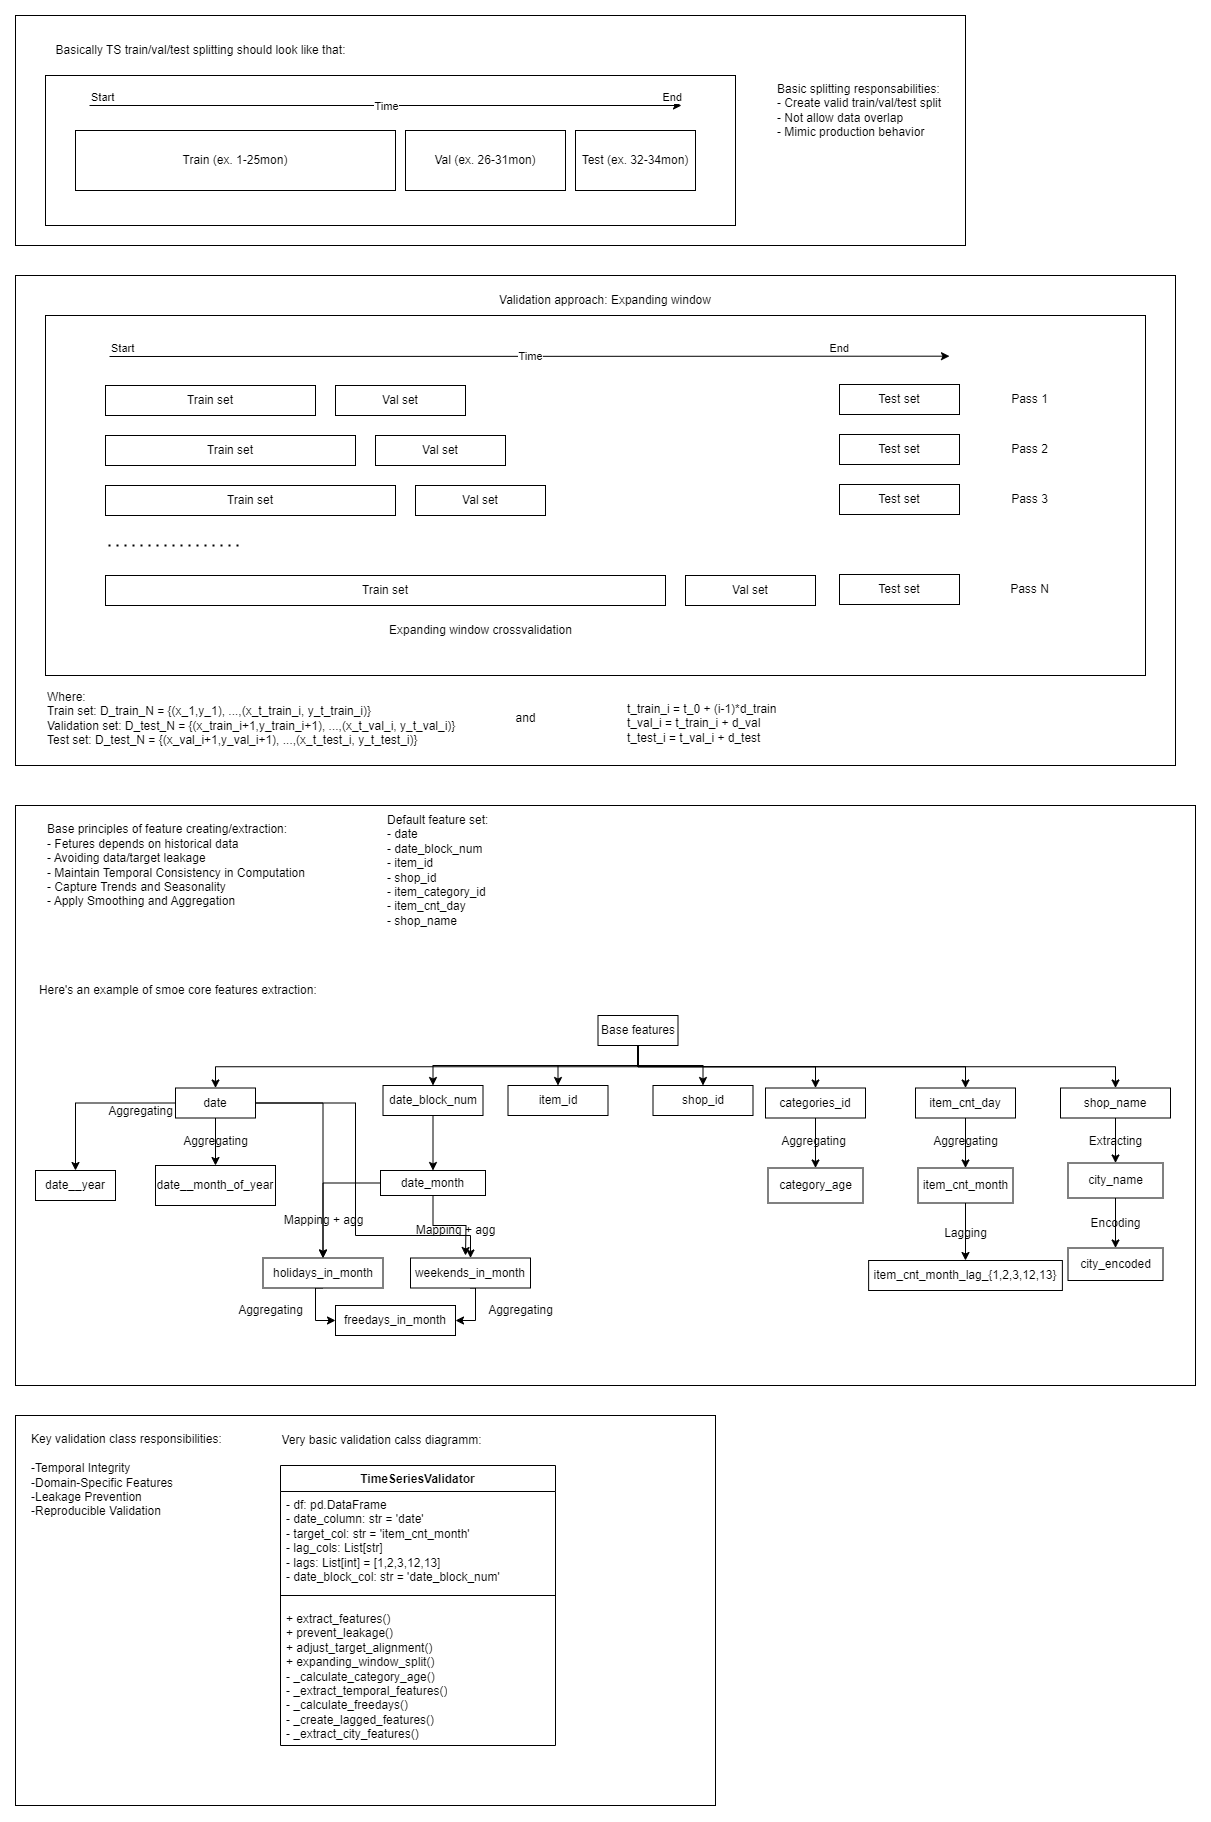 Basically TS train/val/test splitting should look like that:
Start
End
Time
Train (ex. 1-25mon)
Val (ex. 26-31mon)
Test (ex. 32-34mon)
Basic splitting responsabilities:
- Create valid train/val/test split
- Not allow data overlap
- Mimic production behavior
Validation approach: Expanding window
Start
End
Time
Train set
Val set
Test set
Pass 1
Train set
Val set
Test set
Pass 2
Train set
Val set
Test set
Pass 3
. . . . . . . . . . . . . . . . .
Train set
Val set
Test set
Pass N
Expanding window crossvalidation
Where:
Train set: D_train_N = {(x_1,y_1), ...,(x_t_train_i, y_t_train_i)}
Validation set: D_test_N = {(x_train_i+1,y_train_i+1), ...,(x_t_val_i, y_t_val_i)}
Test set: D_test_N = {(x_val_i+1,y_val_i+1), ...,(x_t_test_i, y_t_test_i)}
and
t_train_i = t_0 + (i-1)*d_train
t_val_i = t_train_i + d_val
t_test_i = t_val_i + d_test
Base principles of feature creating/extraction:
- Fetures depends on historical data
- Avoiding data/target leakage
- Maintain Temporal Consistency in Computation
- Capture Trends and Seasonality
- Apply Smoothing and Aggregation
Default feature set:
- date
- date_block_num
- item_id
- shop_id
- item_category_id
- item_cnt_day
- shop_name
Here's an example of smoe core features extraction:
Base features
date
date_block_num
item_id
shop_id
categories_id
item_cnt_day
shop_name
Aggregating
Aggregating
Aggregating
Aggregating
Extracting
date__year
date__month_of_year
date_month
category_age
item_cnt_month
city_name
Mapping + agg
Mapping + agg
Lagging
Encoding
holidays_in_month
weekends_in_month
item_cnt_month_lag_{1,2,3,12,13}
city_encoded
Aggregating
Aggregating
freedays_in_month
Key validation class responsibilities:
-Temporal Integrity
-Domain-Specific Features
-Leakage Prevention
-Reproducible Validation
Very basic validation calss diagramm:
TimeSeriesValidator
- df: pd.DataFrame
- date_column: str = 'date'
- target_col: str = 'item_cnt_month'
- lag_cols: List[str]
- lags: List[int] = [1,2,3,12,13]
- date_block_col: str = 'date_block_num'
+ extract_features()
+ prevent_leakage()
+ adjust_target_alignment()
+ expanding_window_split()
- _calculate_category_age()
- _extract_temporal_features()
- _calculate_freedays()
- _create_lagged_features()
- _extract_city_features()